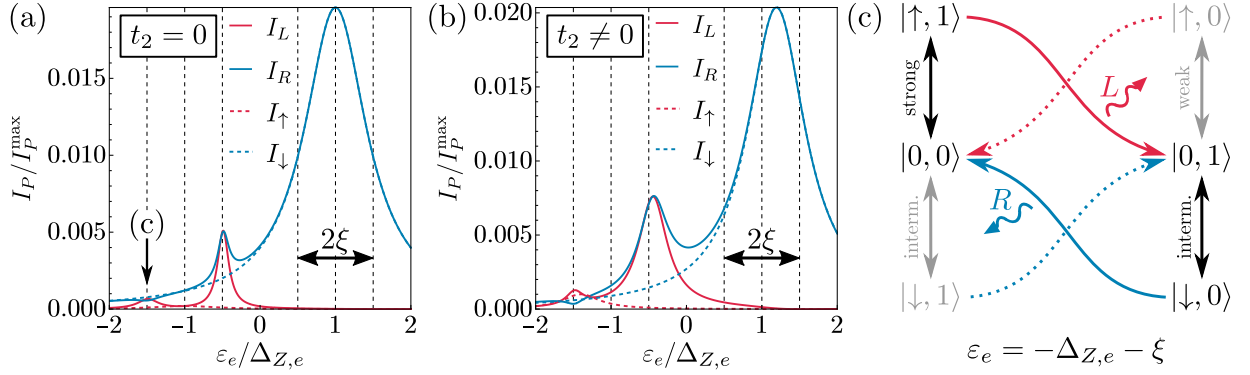 (a)
t₂ = 0
I_L
I_R
I_↑
I_↓
(c)
2ξ
0.015
0.010
0.005
0.000
I_P/I_P^max
−2 −1 0 1 2
ε_e/Δ_{Z,e}
(b)
t₂ ≠ 0
I_L
I_R
I_↑
I_↓
2ξ
0.020
0.015
0.010
0.005
0.000
I_P/I_P^max
−2 −1 0 1 2
ε_e/Δ_{Z,e}
(c)
|↑, 1⟩ |↑, 0⟩
strong L weak
|0, 0⟩ |0, 1⟩
interm. R interm.
|↓, 1⟩ |↓, 0⟩
ε_e = −Δ_{Z,e} − ξ